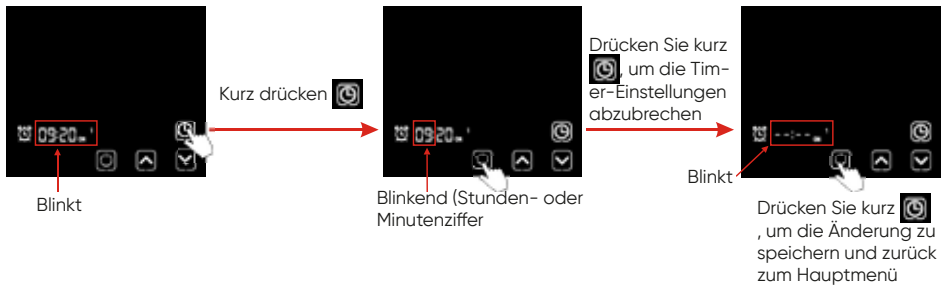 09:20
Blinkt
Kurz drücken
09:20
Blinkend (Stunden- oder
Minutenziffer
Drücken Sie kurz
, um die Tim-
er-Einstellungen
abzubrechen
--:--
Blinkt
Drücken Sie kurz
, um die Änderung zu
speichern und zurück
zum Hauptmenü